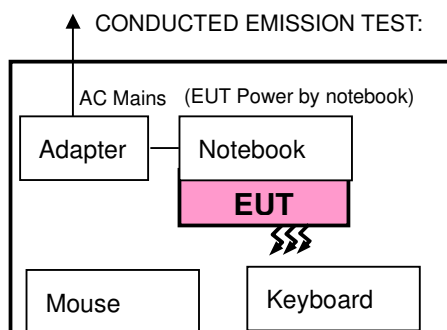 CONDUCTED EMISSION TEST:
AC Mains (EUT Power by notebook)
Adapter
Notebook
EUT
Mouse
Keyboard